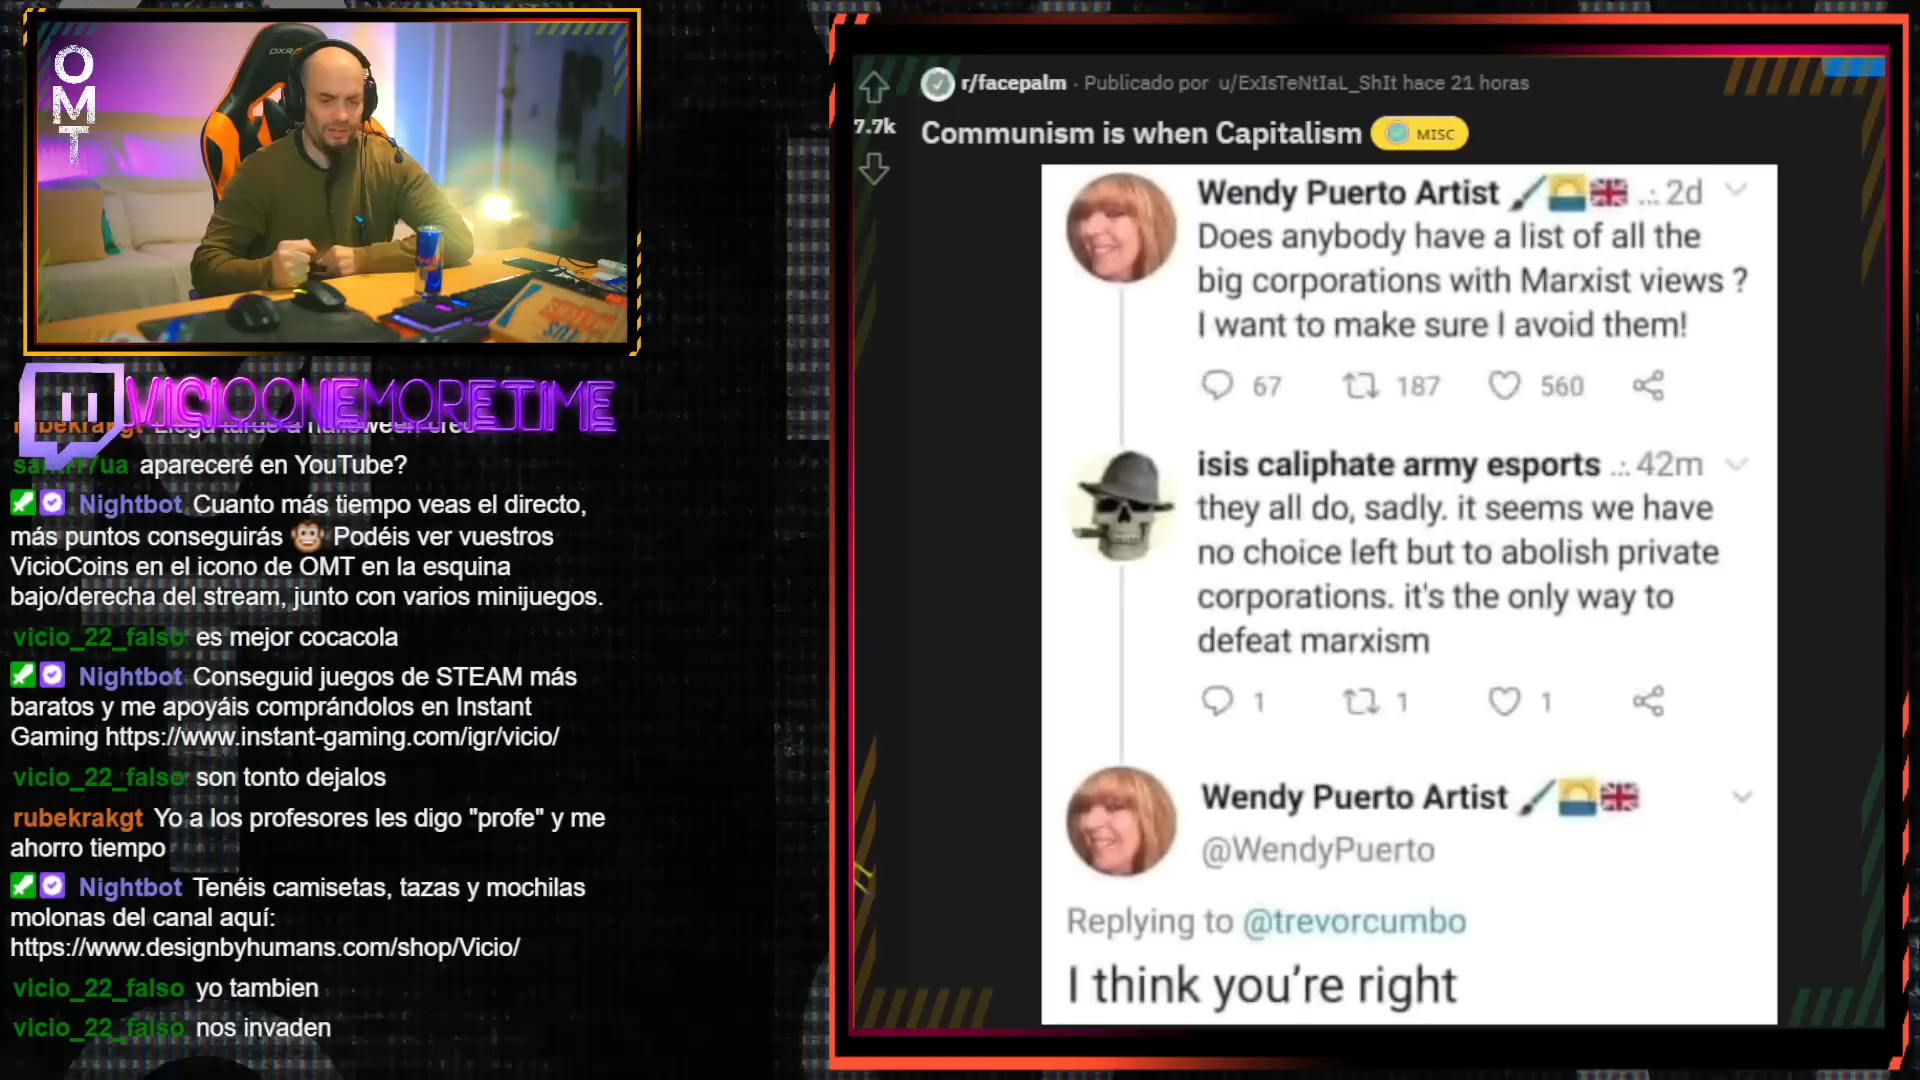 OMT
DXR
VICIOONEMORETIME
rubekrakgt Llega tarde a halloween creo
apareceré en YouTube?
Nightbot Cuanto más tiempo veas el directo,
más puntos conseguirás 🐵 Podéis ver vuestros
VicioCoins en el icono de OMT en la esquina
bajo/derecha del stream, junto con varios minijuegos.
vicio_22_falso es mejor cocacola
Nightbot Conseguid juegos de STEAM más
baratos y me apoyáis comprándolos en Instant
Gaming https://www.instant-gaming.com/igr/vicio/
vicio_22_falso son tonto dejalos
rubekrakgt Yo a los profesores les digo "profe" y me
ahorro tiempo
Nightbot Tenéis camisetas, tazas y mochilas
molonas del canal aquí:
https://www.designbyhumans.com/shop/Vicio/
vicio_22_falso yo tambien
vicio_22_falso nos invaden
r/facepalm · Publicado por u/ExIsTeNtIaL_ShIt hace 21 horas
7.7k
Communism is when Capitalism MISC
Wendy Puerto Artist 🖌️🌅🇬🇧 ... 2d
Does anybody have a list of all the
big corporations with Marxist views ?
I want to make sure I avoid them!
67 187 560
isis caliphate army esports ... 42m
they all do, sadly. it seems we have
no choice left but to abolish private
corporations. it's the only way to
defeat marxism
1 1 1
Wendy Puerto Artist 🖌️🌅🇬🇧
@WendyPuerto
Replying to @trevorcumbo
I think you're right